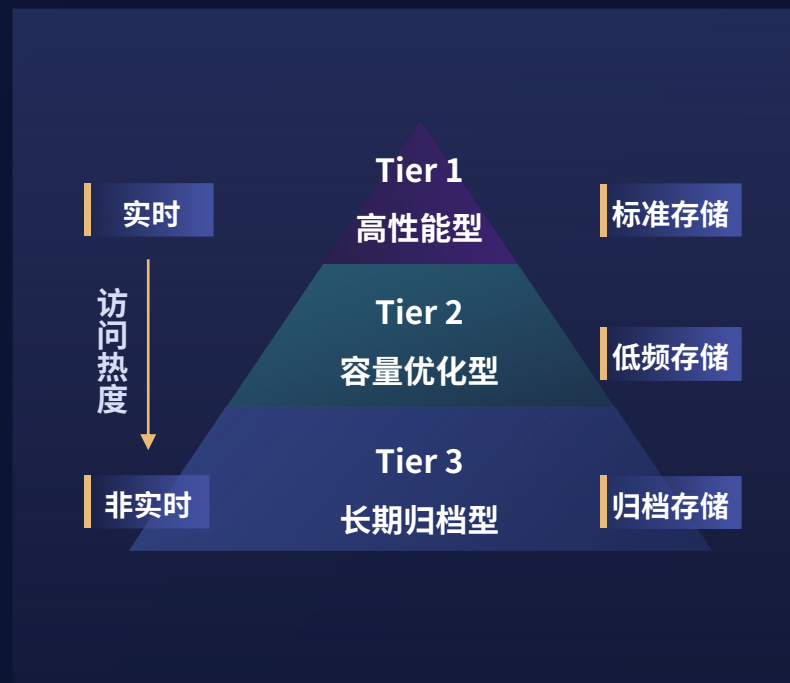 Tier 1
实时
高性能型
标准存储
访问热度
Tier 2
容量优化型
低频存储
Tier 3
非实时
长期归档型
归档存储